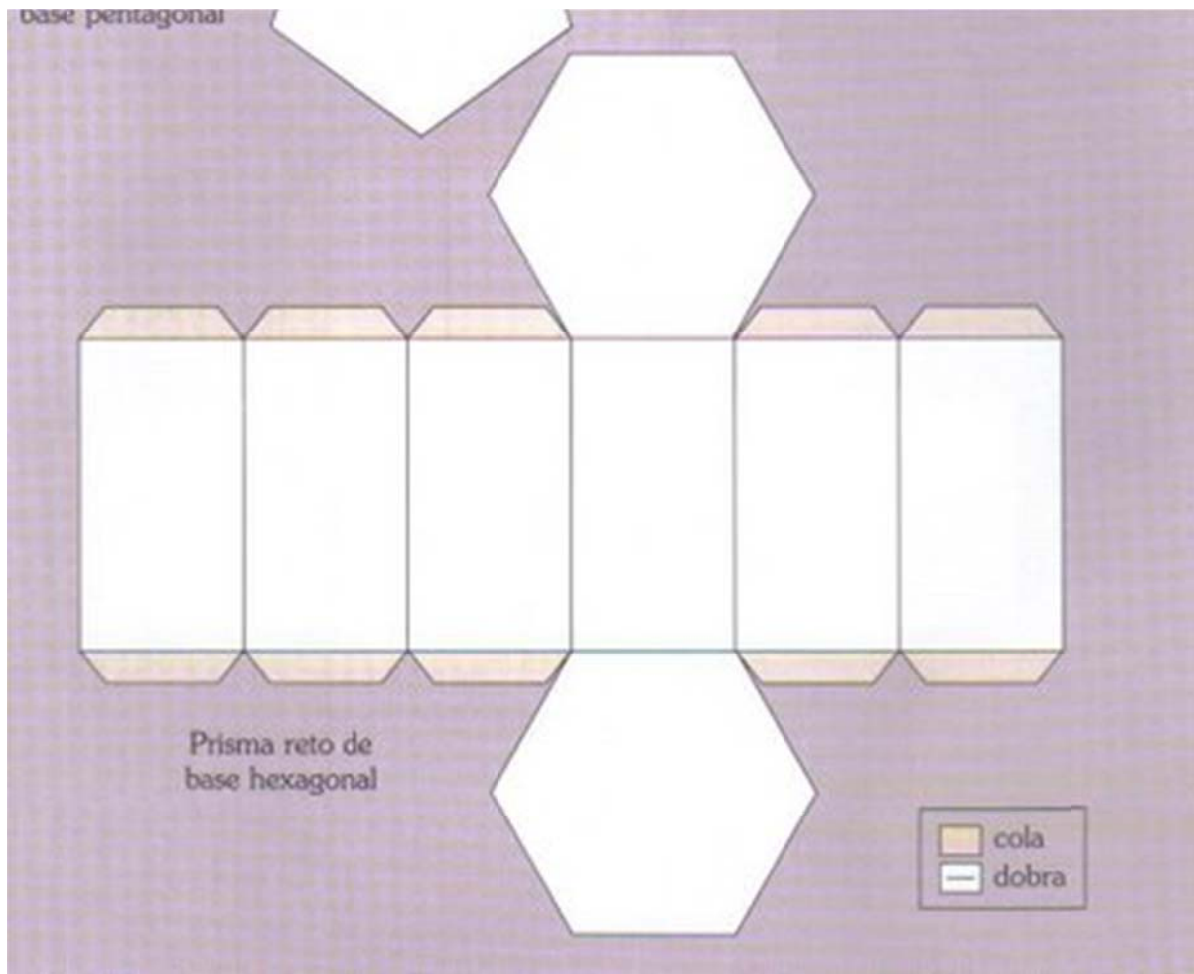 base pentagonal
Prisma reto de
base hexagonal
cola
dobra